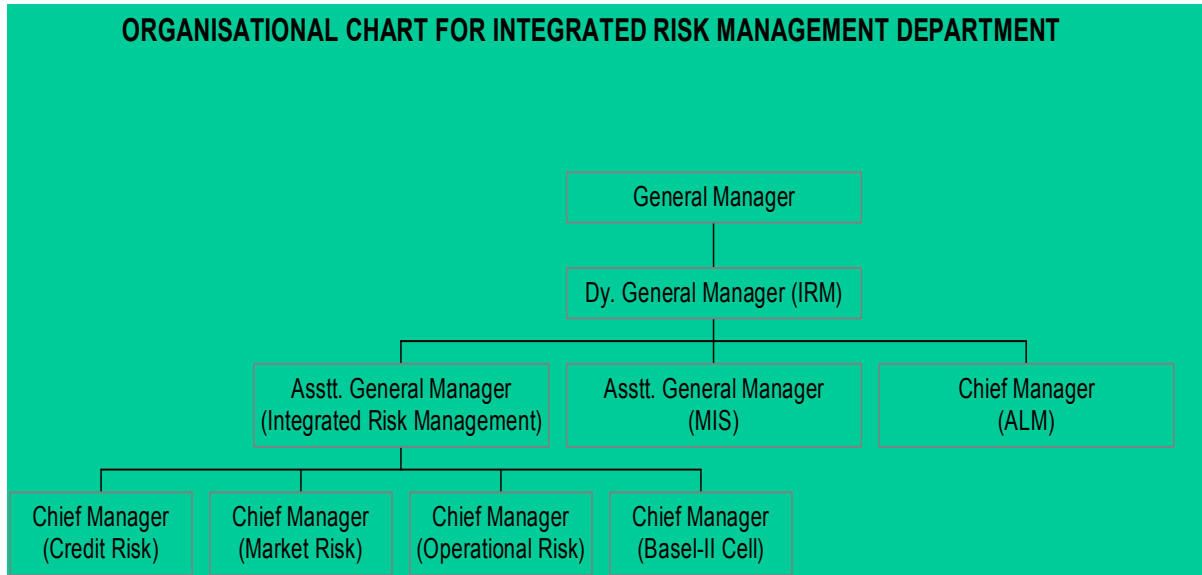 ORGANISATIONAL CHART FOR INTEGRATED RISK MANAGEMENT DEPARTMENT
General Manager
Dy. General Manager (IRM)
Asstt. General Manager
(Integrated Risk Management)
Asstt. General Manager
(MIS)
Chief Manager
(ALM)
Chief Manager
(Credit Risk)
Chief Manager
(Market Risk)
Chief Manager
(Operational Risk)
Chief Manager
(Basel-II Cell)